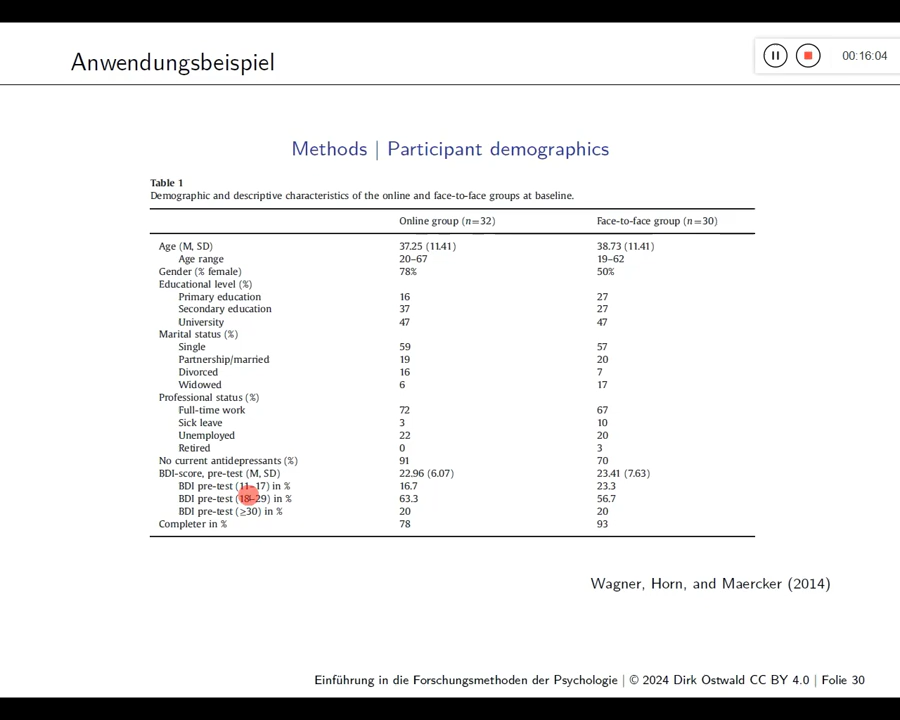 Anwendungsbeispiel
00:16:04
Methods | Participant demographics
Table 1
Demographic and descriptive characteristics of the online and face-to-face groups at baseline.
Online group (n=32) Face-to-face group (n=30)
Age (M, SD) 37.25 (11.41) 38.73 (11.41)
Age range 20–67 19–62
Gender (% female) 78% 50%
Educational level (%)
Primary education 16 27
Secondary education 37 27
University 47 47
Marital status (%)
Single 59 57
Partnership/married 19 20
Divorced 16 7
Widowed 6 17
Professional status (%)
Full-time work 72 67
Sick leave 3 10
Unemployed 22 20
Retired 0 3
No current antidepressants (%) 91 70
BDI-score, pre-test (M, SD) 22.96 (6.07) 23.41 (7.63)
BDI pre-test (11–17) in % 16.7 23.3
BDI pre-test (18–29) in % 63.3 56.7
BDI pre-test (≥30) in % 20 20
Completer in % 78 93
Wagner, Horn, and Maercker (2014)
Einführung in die Forschungsmethoden der Psychologie | © 2024 Dirk Ostwald CC BY 4.0 | Folie 30